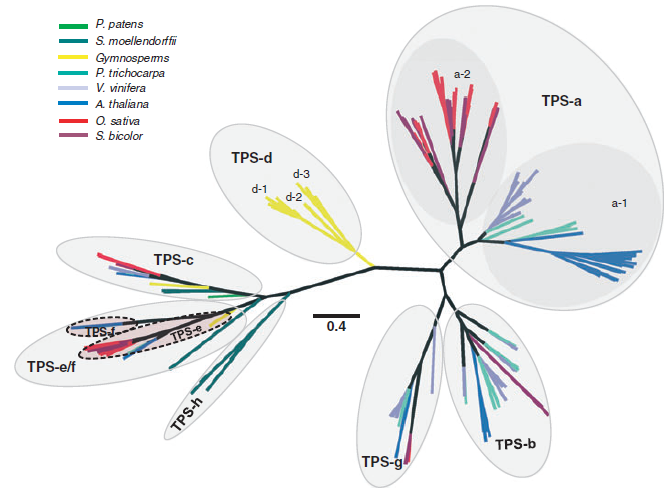 P. patens
S. moellendorffii
Gymnosperms
P. trichocarpa
V. vinifera
A. thaliana
O. sativa
S. bicolor
a-2
TPS-a
TPS-d
d-3
d-1
d-2
a-1
TPS-c
TPS-f
TPS-e
0.4
TPS-e/f
TPS-h
TPS-b
TPS-g